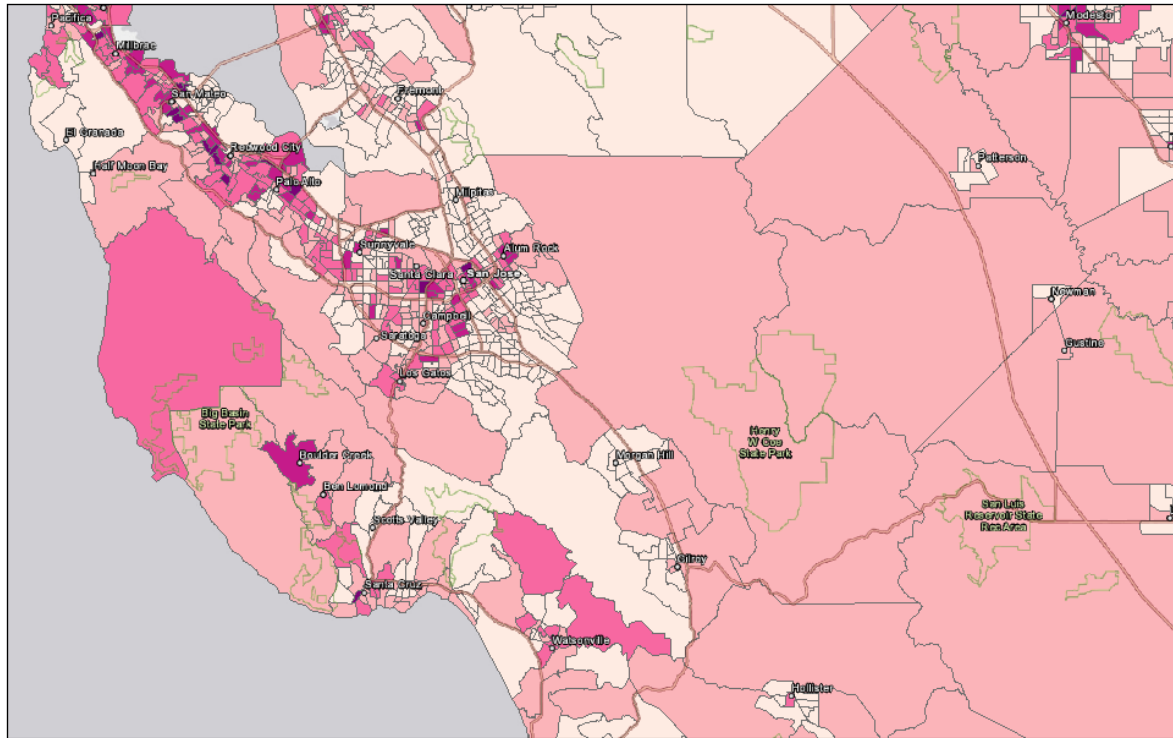 Pacifica
Modesto
Millbrae
San Mateo
Fremont
El Granada
Redwood City
Half Moon Bay
Patterson
Palo Alto
Milpitas
Sunnyvale
Alum Rock
Santa Clara
San Jose
Newman
Campbell
Saratoga
Gustine
Los Gatos
Big Basin
State Park
Henry
W Coe
State Park
Boulder Creek
Morgan Hill
Ben Lomond
San Luis
Reservoir State
Rec Area
Scotts Valley
Gilroy
Santa Cruz
Watsonville
Hollister